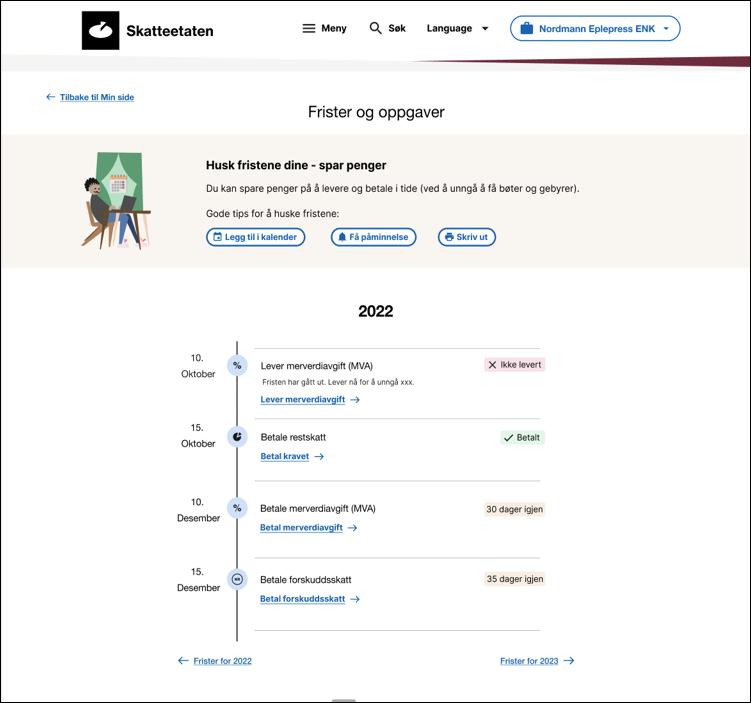 Skatteetaten
Meny
Søk
Language
Nordmann Eplepress ENK
Tilbake til Min side
Frister og oppgaver
Husk fristene dine - spar penger
Du kan spare penger på å levere og betale i tide (ved å unngå å få bøter og gebyrer).
Gode tips for å huske fristene:
Legg til i kalender
Få påminnelse
Skriv ut
2022
10.
Oktober
%
Lever merverdiavgift (MVA)
Ikke levert
Fristen har gått ut. Lever nå for å unngå xxx.
Lever merverdiavgift
15.
Oktober
Betale restskatt
Betalt
Betal kravet
10.
Desember
%
Betale merverdiavgift (MVA)
30 dager igjen
Betal merverdiavgift
15.
Desember
Betale forskuddsskatt
35 dager igjen
Betal forskuddsskatt
Frister for 2022
Frister for 2023